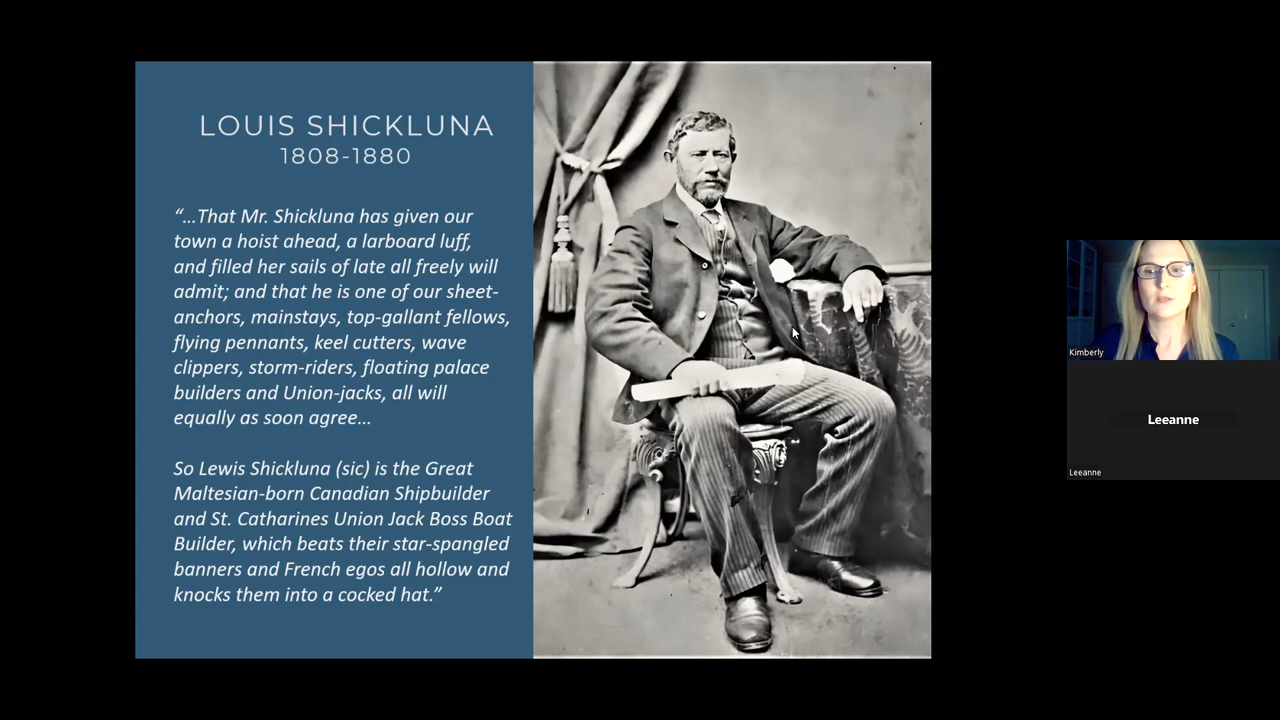 LOUIS SHICKLUNA
1808-1880
“…That Mr. Shickluna has given our
town a hoist ahead, a larboard luff,
and filled her sails of late all freely will
admit; and that he is one of our sheet-
anchors, mainstays, top-gallant fellows,
flying pennants, keel cutters, wave
clippers, storm-riders, floating palace
builders and Union-jacks, all will
equally as soon agree…
So Lewis Shickluna (sic) is the Great
Maltesian-born Canadian Shipbuilder
and St. Catharines Union Jack Boss Boat
Builder, which beats their star-spangled
banners and French egos all hollow and
knocks them into a cocked hat.”
Kimberly
Leeanne
Leeanne